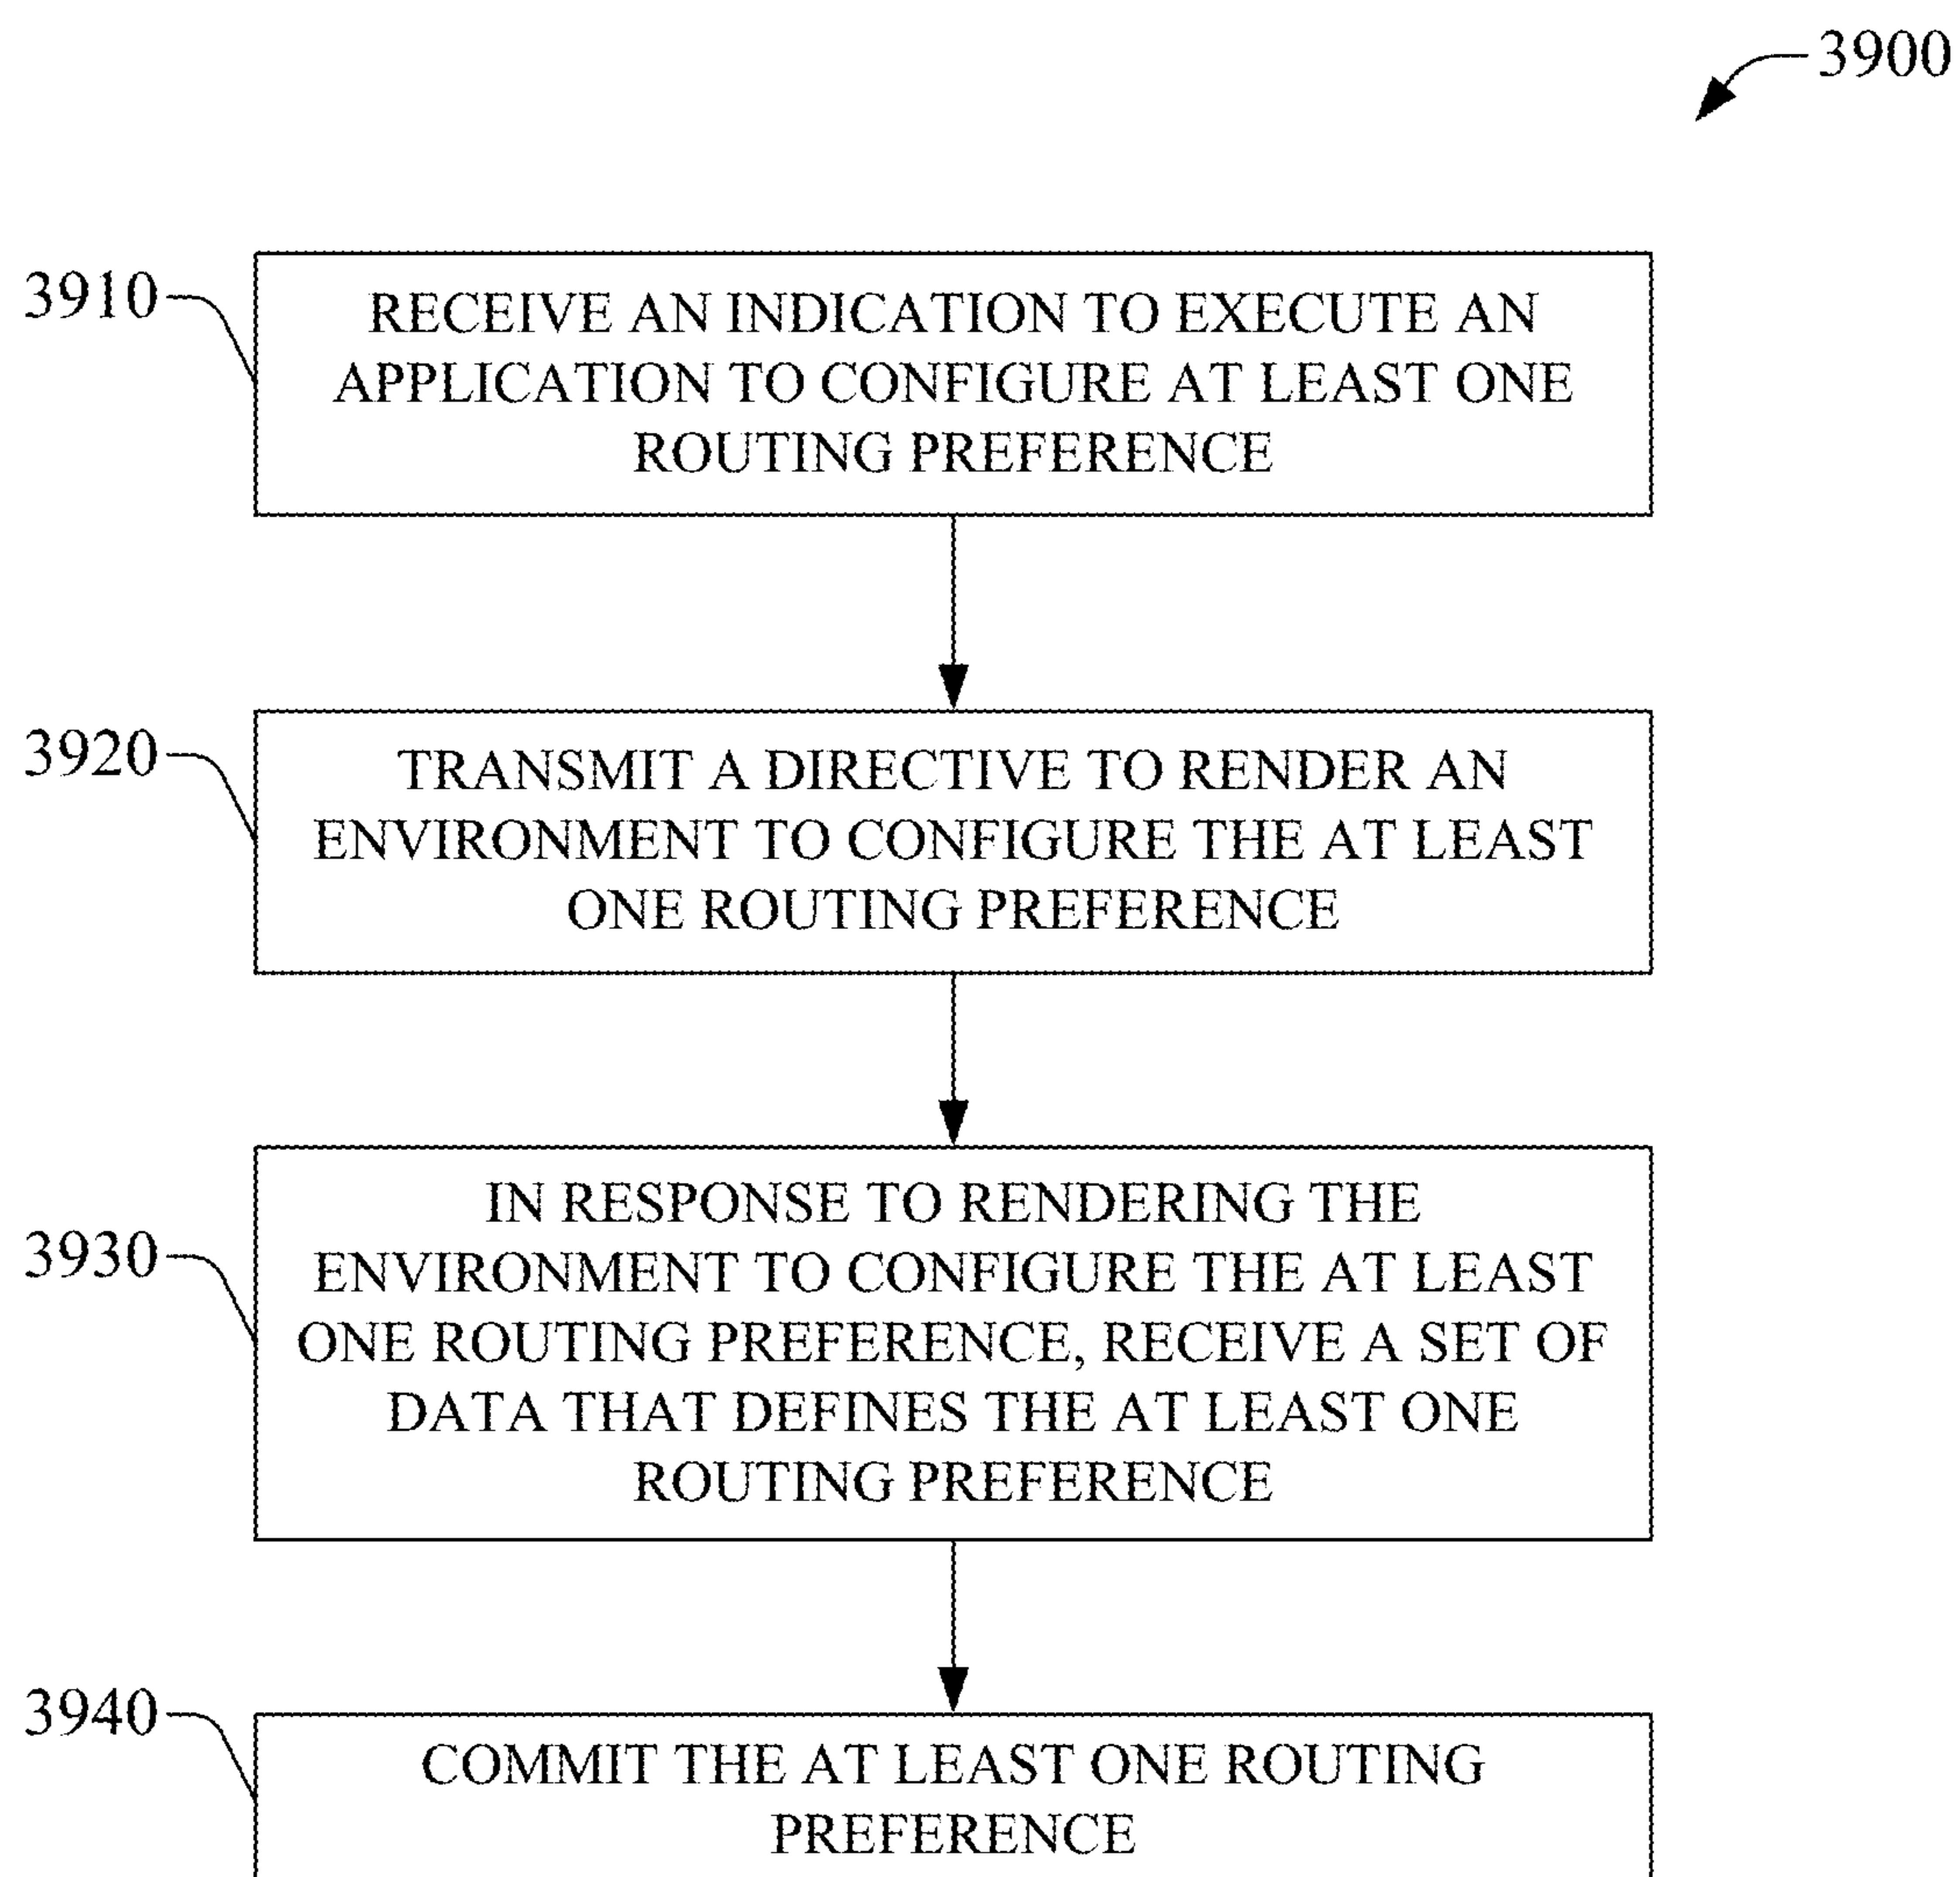 3900
3910
RECEIVE AN INDICATION TO EXECUTE AN
APPLICATION TO CONFIGURE AT LEAST ONE
ROUTING PREFERENCE
3920
TRANSMIT A DIRECTIVE TO RENDER AN
ENVIRONMENT TO CONFIGURE THE AT LEAST
ONE ROUTING PREFERENCE
3930
IN RESPONSE TO RENDERING THE
ENVIRONMENT TO CONFIGURE THE AT LEAST
ONE ROUTING PREFERENCE, RECEIVE A SET OF
DATA THAT DEFINES THE AT LEAST ONE
ROUTING PREFERENCE
3940
COMMIT THE AT LEAST ONE ROUTING
PREFERENCE